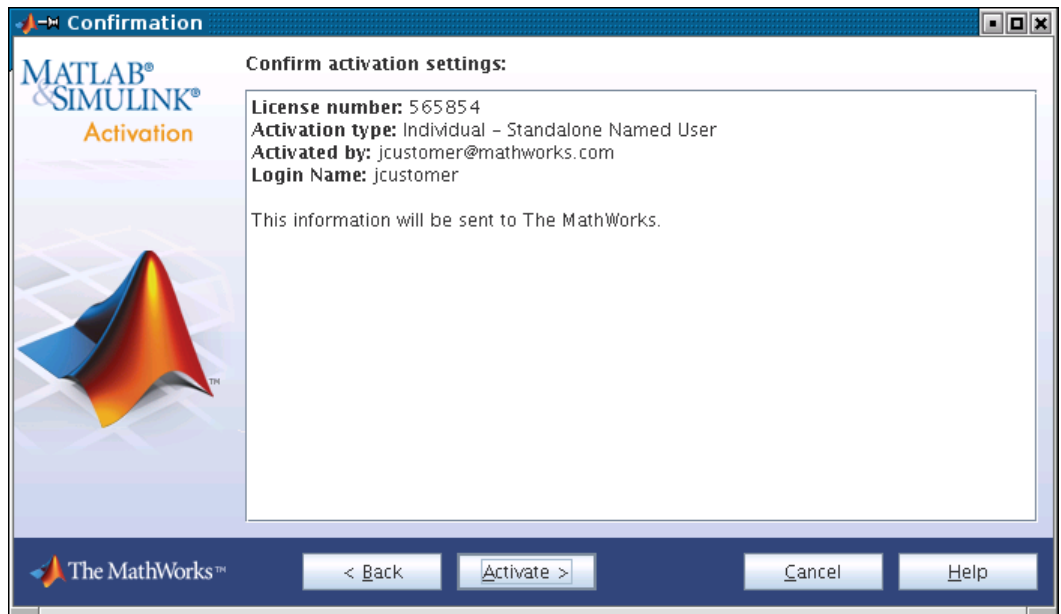 Confirmation
MATLAB®
&SIMULINK®
Activation
Confirm activation settings:
License number: 565854
Activation type: Individual – Standalone Named User
Activated by: jcustomer@mathworks.com
Login Name: jcustomer
This information will be sent to The MathWorks.
TM
The MathWorks™
< Back
Activate >
Cancel
Help